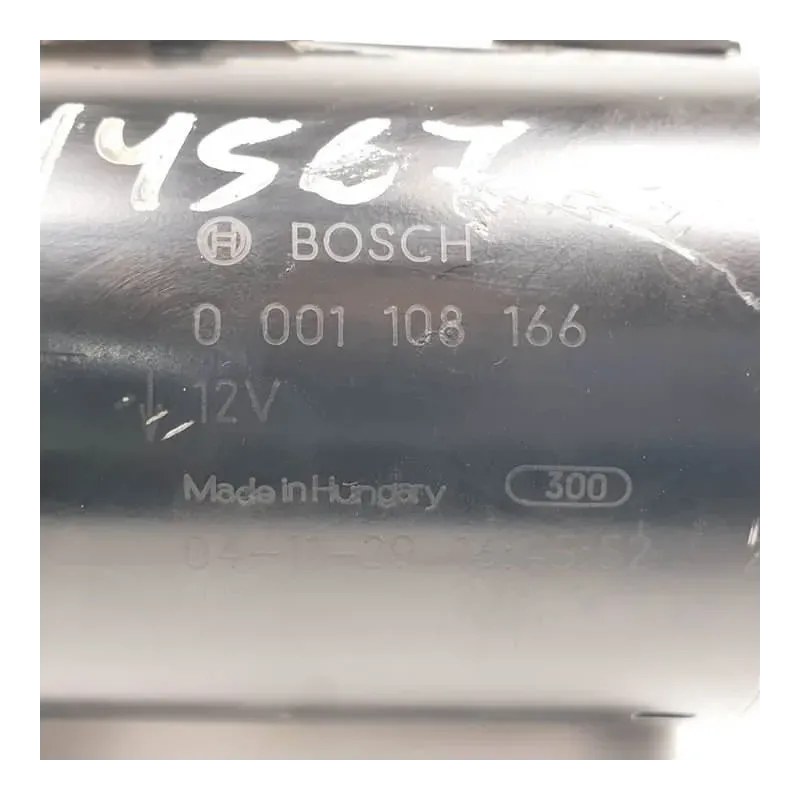 14567
BOSCH
0 001 108 166
12V
Made in Hungary 300